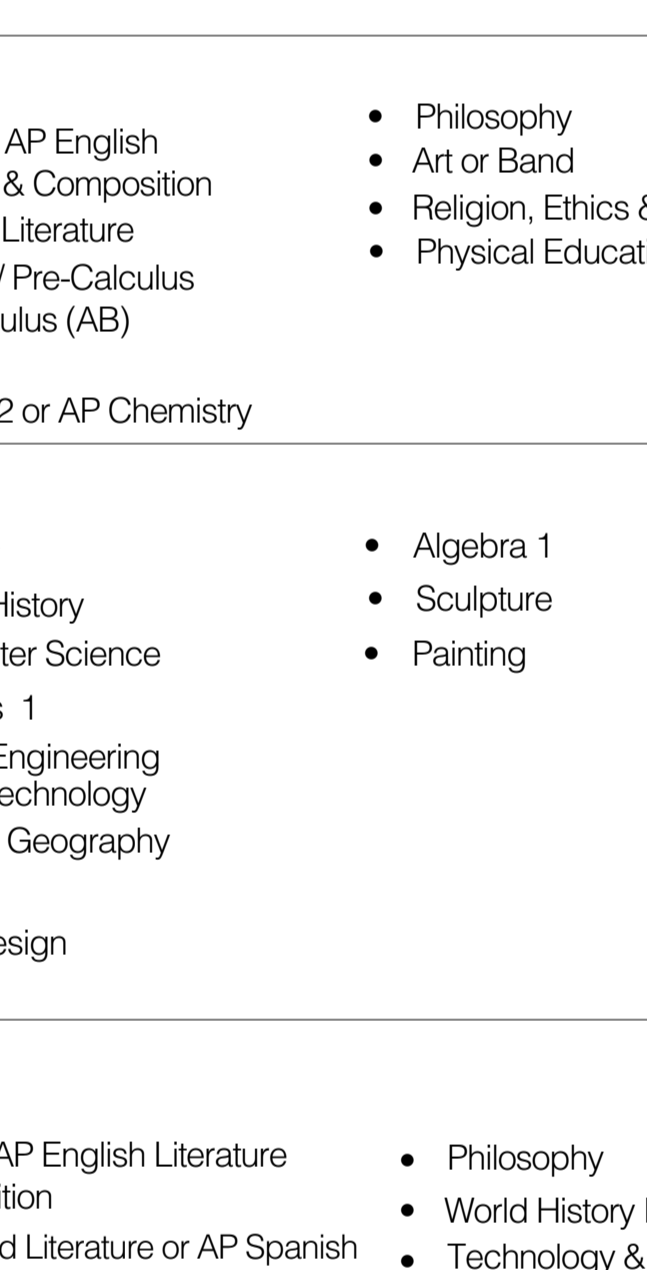 AP English
& Composition
Literature
/ Pre-Calculus
ulus (AB)
2 or AP Chemistry
• Philosophy
• Art or Band
• Religion, Ethics &
• Physical Educati
History
ter Science
s 1
Engineering
echnology
Geography
esign
• Algebra 1
• Sculpture
• Painting
AP English Literature
ition
d Literature or AP Spanish
• Philosophy
• World History
• Technology &